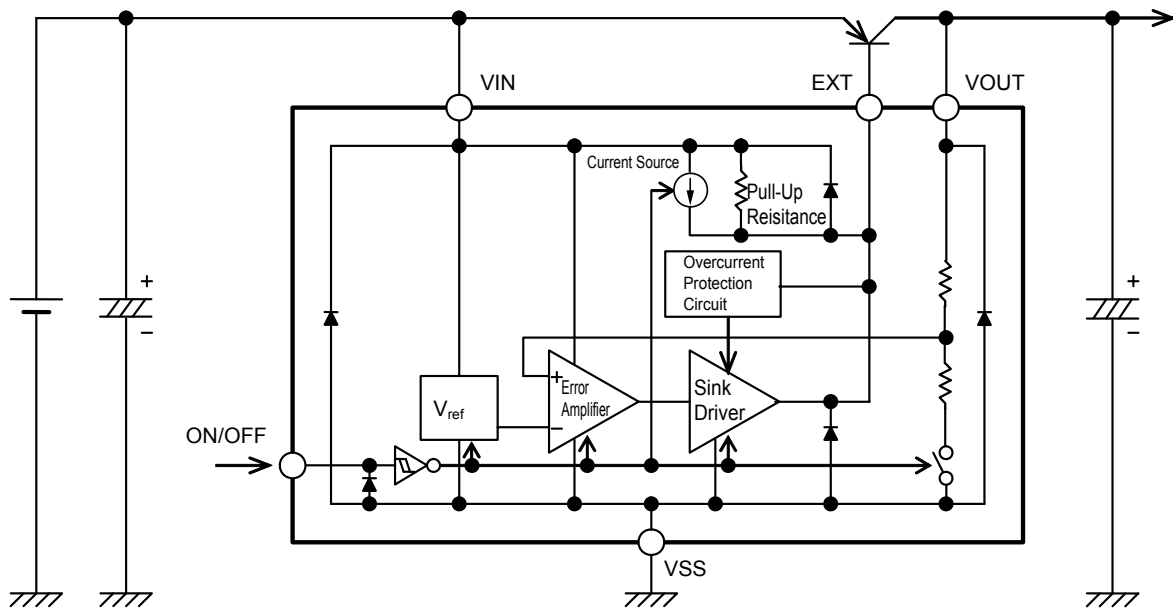 VIN
EXT
VOUT
Current Source
Pull-Up
Reisitance
Overcurrent
Protection
Circuit
+
−
+
−
+
−
Error
Amplifier
Sink
Driver
Vref
ON/OFF
VSS